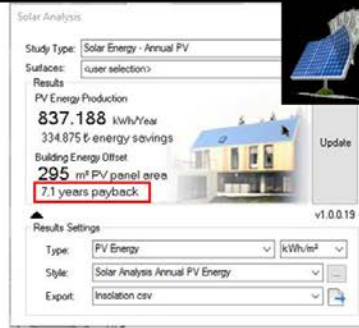 Solar Analysis
Study Type: Solar Energy - Annual PV
Surfaces: <user selection>
Results
PV Energy Production
837.188 kWh/Year
334.875 ₺ energy savings
Building Energy Offset
295 m² PV panel area
7,1 years payback
Update
v1.0.0.19
Results Settings
Type: PV Energy kWh/m²
Style: Solar Analysis Annual PV Energy ...
Export: Insolation csv